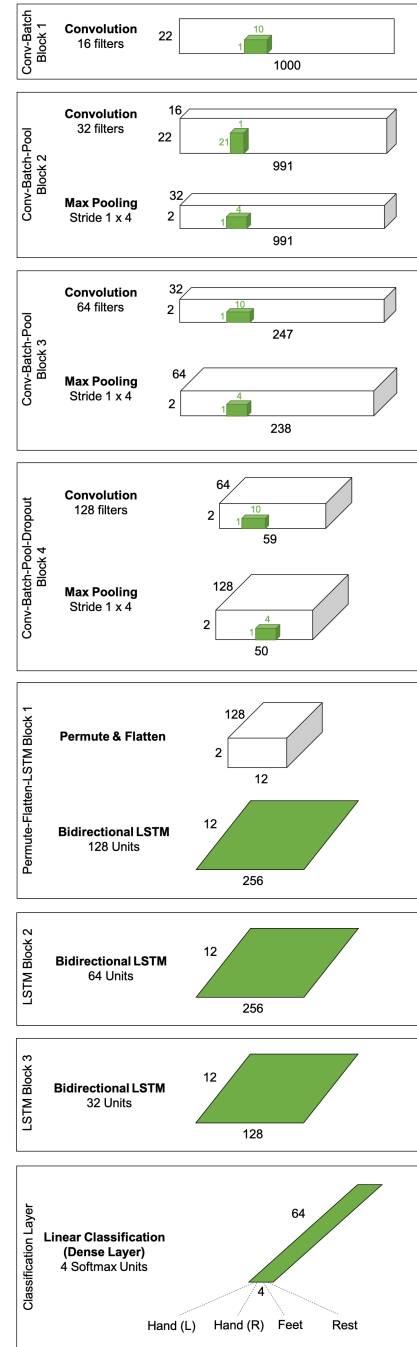 Conv-Batch
Block 1
Convolution
16 filters
22
10
1
1000
Conv-Batch-Pool
Block 2
Convolution
32 filters
16
22
1
21
991
Max Pooling
Stride 1 x 4
32
2
4
1
991
Conv-Batch-Pool
Block 3
Convolution
64 filters
32
2
10
1
247
Max Pooling
Stride 1 x 4
64
2
4
1
238
Conv-Batch-Pool-Dropout
Block 4
Convolution
128 filters
64
2
10
1
59
Max Pooling
Stride 1 x 4
128
2
4
1
50
Permute-Flatten-LSTM Block 1
Permute & Flatten
128
2
12
Bidirectional LSTM
128 Units
12
256
LSTM Block 2
Bidirectional LSTM
64 Units
12
256
LSTM Block 3
Bidirectional LSTM
32 Units
12
128
Classification Layer
Linear Classification
(Dense Layer)
4 Softmax Units
64
4
Hand (L) Hand (R) Feet Rest